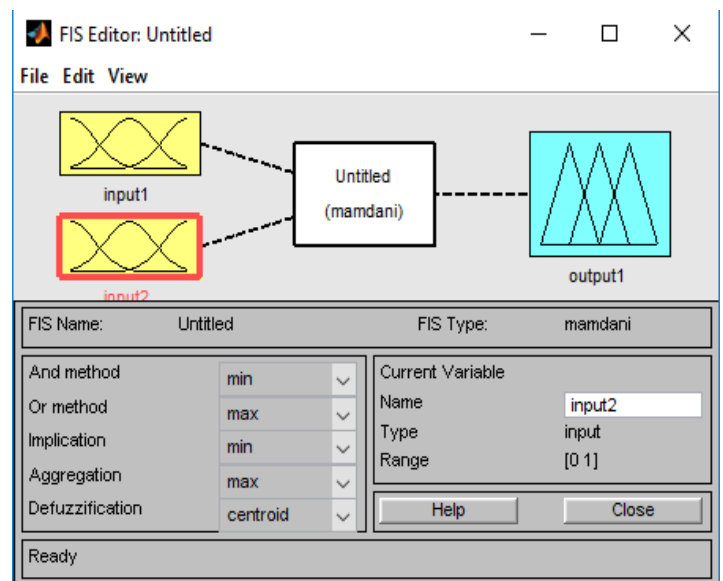 FIS Editor: Untitled
File Edit View
input1
Untitled
(mamdani)
input2
output1
FIS Name: Untitled FIS Type: mamdani
And method min
Or method max
Implication min
Aggregation max
Defuzzification centroid
Current Variable
Name input2
Type input
Range [0 1]
Help Close
Ready